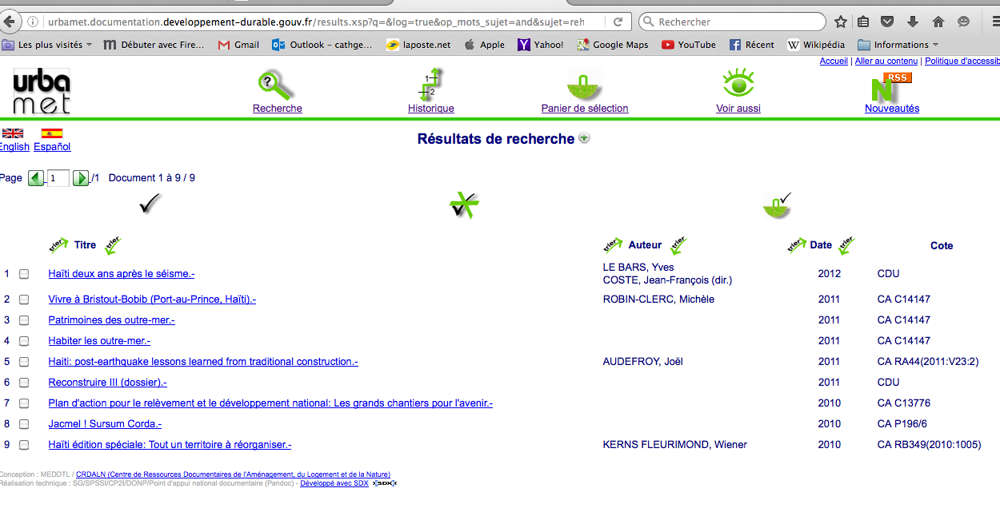 urbamet.documentation.developpement-durable.gouv.fr/results.xsp?q=&log=true&op_mots_sujet=and&sujet=reh
Rechercher
Les plus visités
Débuter avec Fire...
Gmail
Outlook - cathge...
laposte.net
Apple
Yahoo!
Google Maps
YouTube
Récent
Wikipédia
Informations
Accueil | Aller au contenu | Politique d'accessib
urba
met
Recherche
Historique
Panier de sélection
Voir aussi
RSS
Nouveautés
English Español
Résultats de recherche
Page 1 /1 Document 1 à 9 / 9
trier Titre trier trier Auteur trier trier Date trier Cote
1 Haïti deux ans après le séisme.- LE BARS, Yves
COSTE, Jean-François (dir.) 2012 CDU
2 Vivre à Bristout-Bobib (Port-au-Prince, Haïti).- ROBIN-CLERC, Michèle 2011 CA C14147
3 Patrimoines des outre-mer.- 2011 CA C14147
4 Habiter les outre-mer.- 2011 CA C14147
5 Haiti: post-earthquake lessons learned from traditional construction.- AUDEFROY, Joël 2011 CA RA44(2011:V23:2)
6 Reconstruire III (dossier).- 2011 CDU
7 Plan d'action pour le relèvement et le développement national: Les grands chantiers pour l'avenir.- 2010 CA C13776
8 Jacmel ! Sursum Corda.- 2010 CA P196/6
9 Haïti édition spéciale: Tout un territoire à réorganiser.- KERNS FLEURIMOND, Wiener 2010 CA RB349(2010:1005)
Conception : MEDDTL / CRDALN (Centre de Ressources Documentaires de l'Aménagement, du Logement et de la Nature)
Réalisation technique : SG/SPSSI/CP2I/DONP/Point d'appui national documentaire (Pandoc) - Développé avec SDX SDX